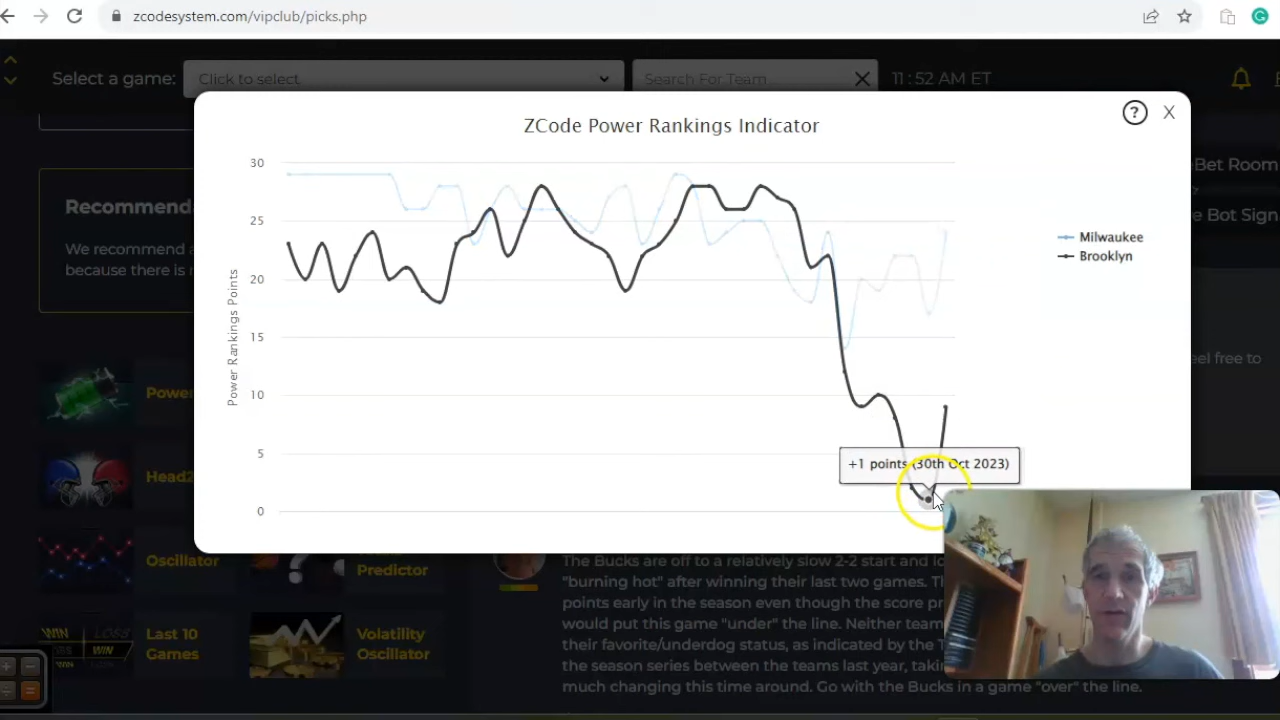 zcodesystem.com/vipclub/picks.php
Select a game:
Click to select
Search For Team
11:52 AM ET
ZCode Power Rankings Indicator
?
X
30
25
20
15
10
5
0
Power Rankings Points
Milwaukee
Brooklyn
+1 points (30th Oct 2023)
Bet Room
e Bot Sign
Recommend
We recommend a
because there is
eel free to
Power
Head2
Oscillator
Predictor
WIN LOSS
WIN WIN
Last 10
Games
Volatility
Oscillator
The Bucks are off to a relatively slow 2-2 start and lo
"burning hot" after winning their last two games. T
points early in the season even though the score pr
would put this game "under" the line. Neither team
their favorite/underdog status, as indicated by the T
the season series between the teams last year, takin
much changing this time around. Go with the Bucks in a game "over" the line.